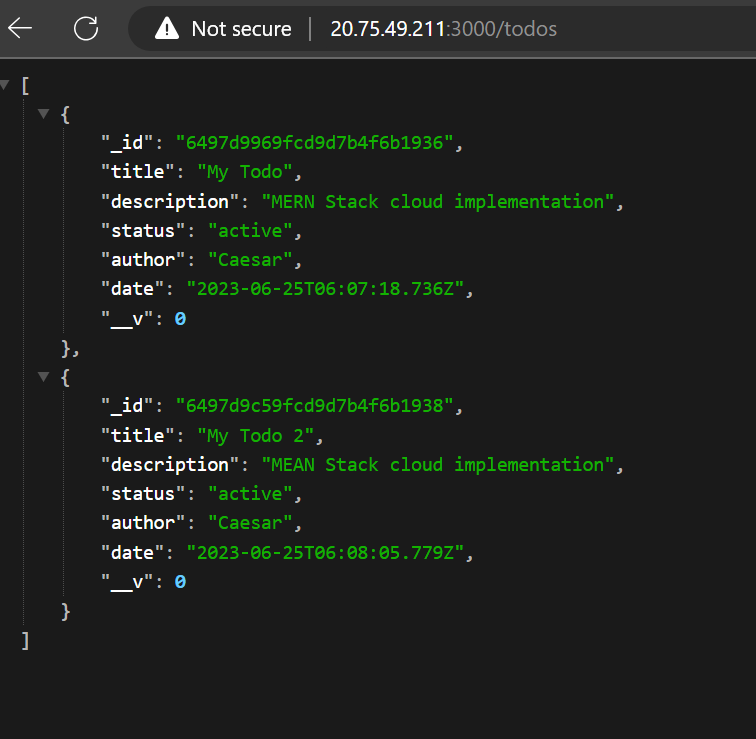 Not secure | 20.75.49.211:3000/todos
[
{
"_id": "6497d9969fcd9d7b4f6b1936",
"title": "My Todo",
"description": "MERN Stack cloud implementation",
"status": "active",
"author": "Caesar",
"date": "2023-06-25T06:07:18.736Z",
"__v": 0
},
{
"_id": "6497d9c59fcd9d7b4f6b1938",
"title": "My Todo 2",
"description": "MEAN Stack cloud implementation",
"status": "active",
"author": "Caesar",
"date": "2023-06-25T06:08:05.779Z",
"__v": 0
}
]